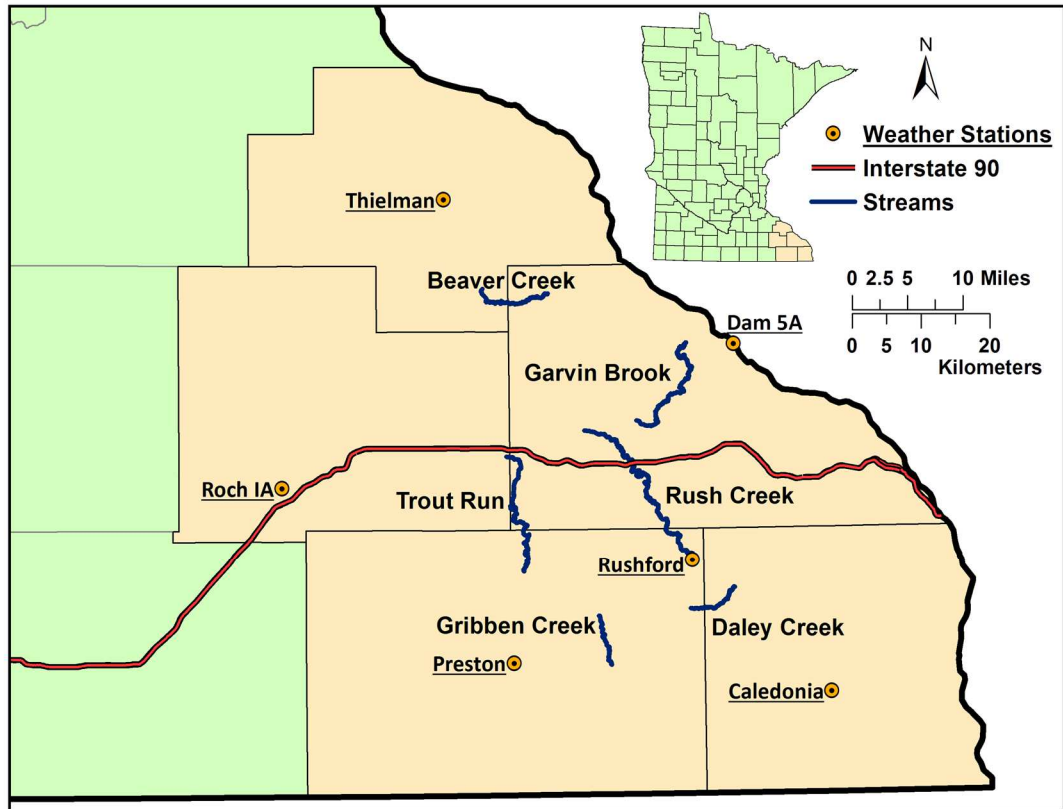 N
Weather Stations
Interstate 90
Streams
Thielman
Beaver Creek
0 2.5 5 10 Miles
0 5 10 20
Kilometers
Dam 5A
Garvin Brook
Roch IA
Trout Run
Rush Creek
Rushford
Gribben Creek
Daley Creek
Preston
Caledonia